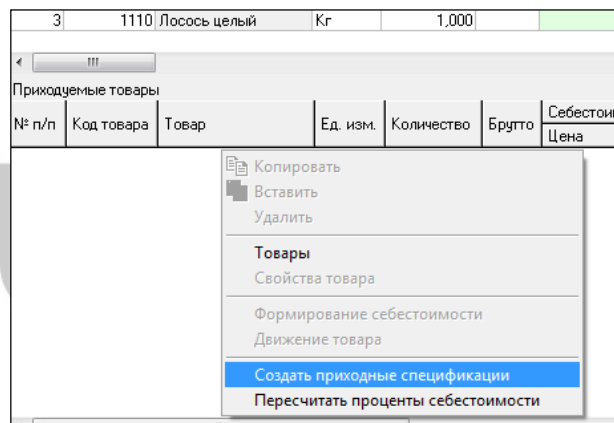 3 1110 Лосось целый Кг 1,000
Приходуемые товары
№ п/п Код товара Товар Ед. изм. Количество Брутто Себестои
Цена
Копировать
Вставить
Удалить
Товары
Свойства товара
Формирование себестоимости
Движение товара
Создать приходные спецификации
Пересчитать проценты себестоимости